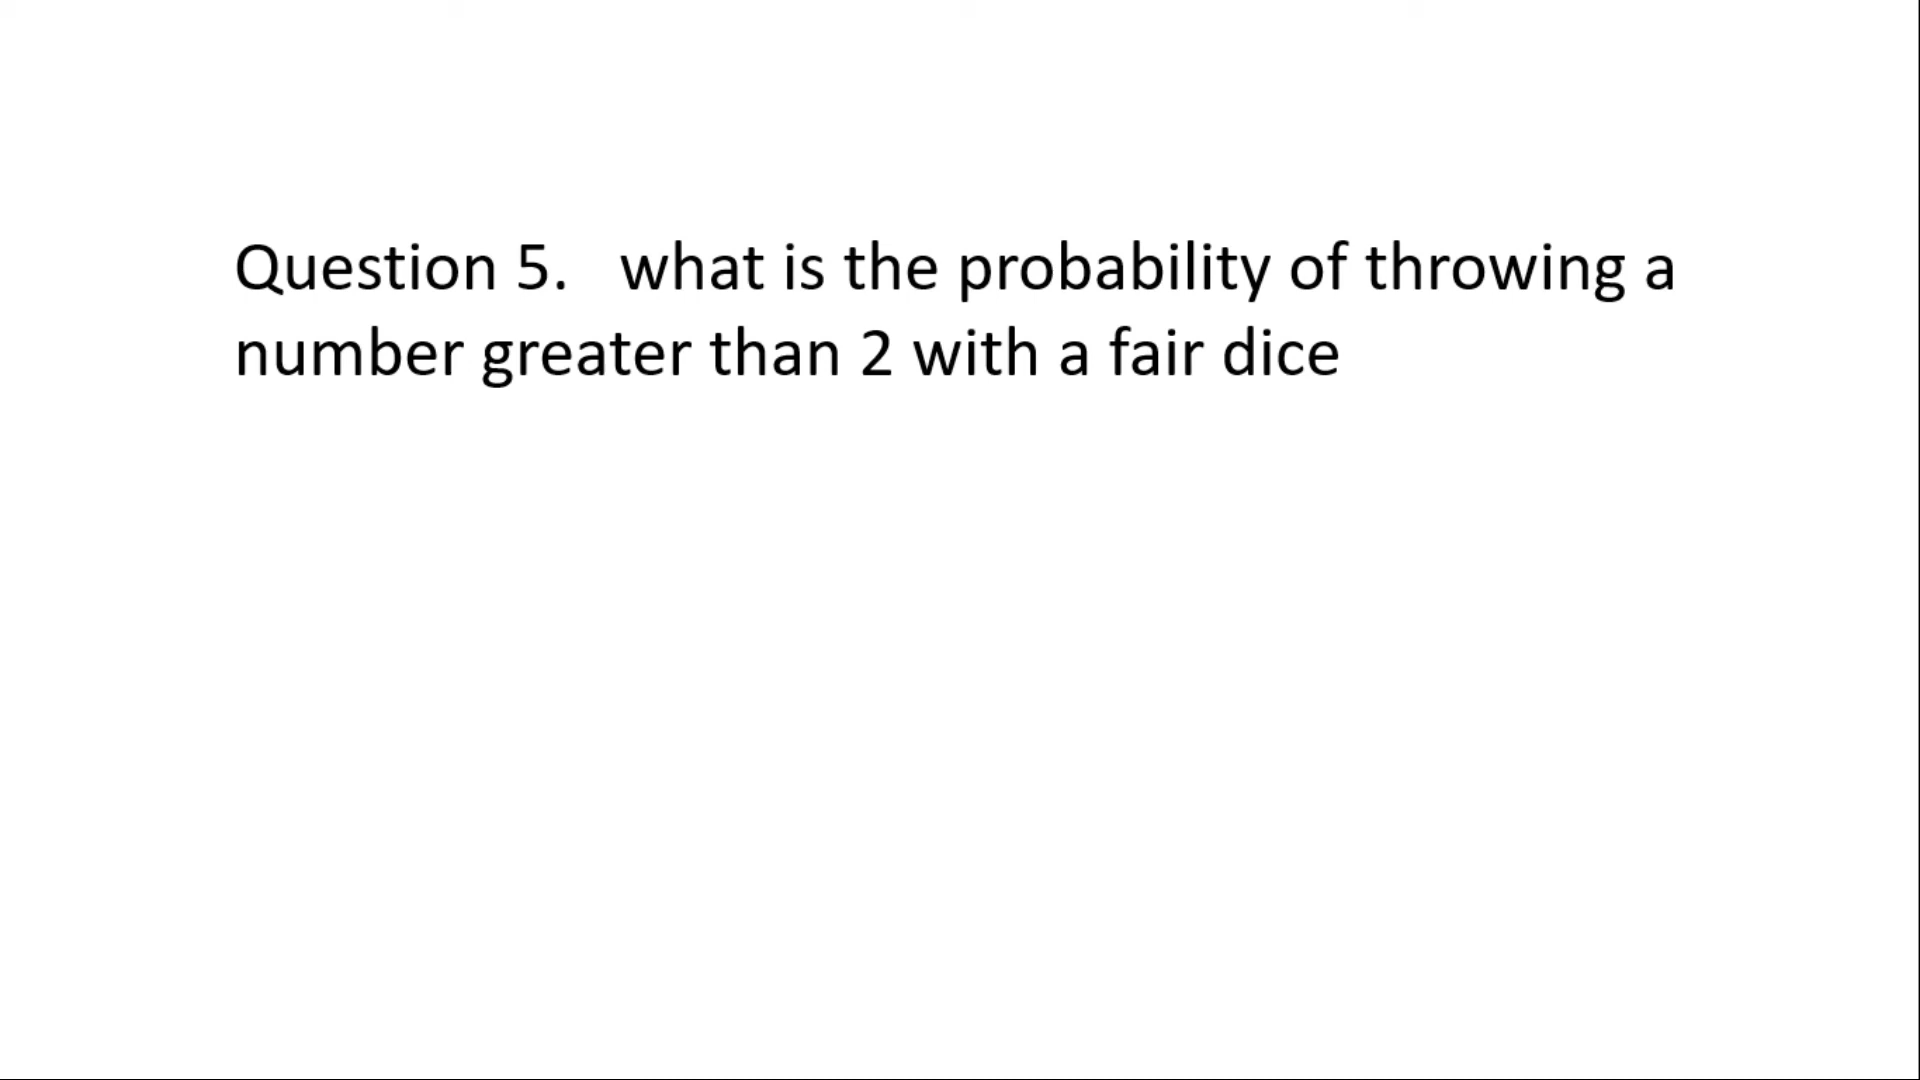 Question 5.   what is the probability of throwing a
number greater than 2 with a fair dice